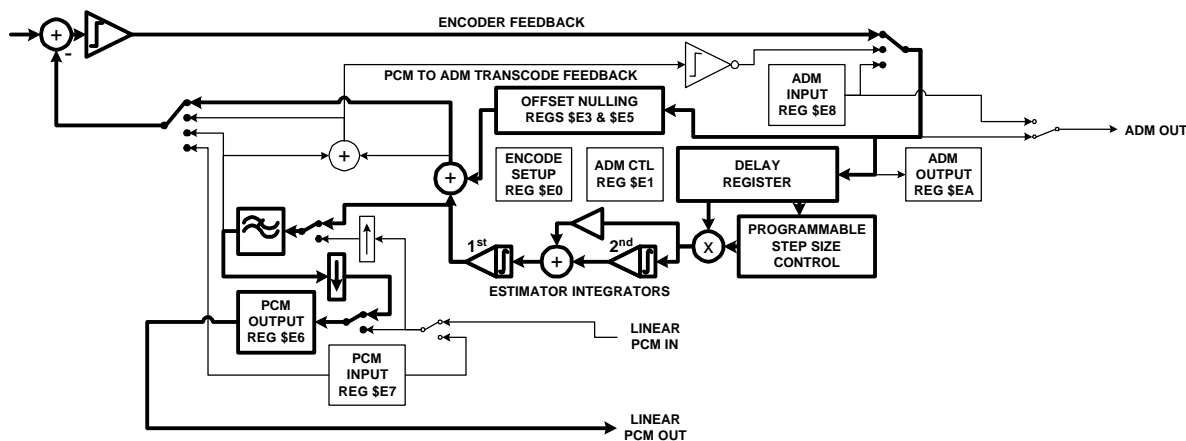 ENCODER FEEDBACK
+
-
PCM TO ADM TRANSCODE FEEDBACK
ADM
INPUT
REG $E8
OFFSET NULLING
REGS $E3 & $E5
ADM OUT
+
+
ENCODE
SETUP
REG $E0
ADM CTL
REG $E1
DELAY
REGISTER
ADM
OUTPUT
REG $EA
PROGRAMMABLE
STEP SIZE
CONTROL
X
1st
+
2nd
ESTIMATOR INTEGRATORS
PCM
OUTPUT
REG $E6
LINEAR
PCM IN
PCM
INPUT
REG $E7
LINEAR
PCM OUT